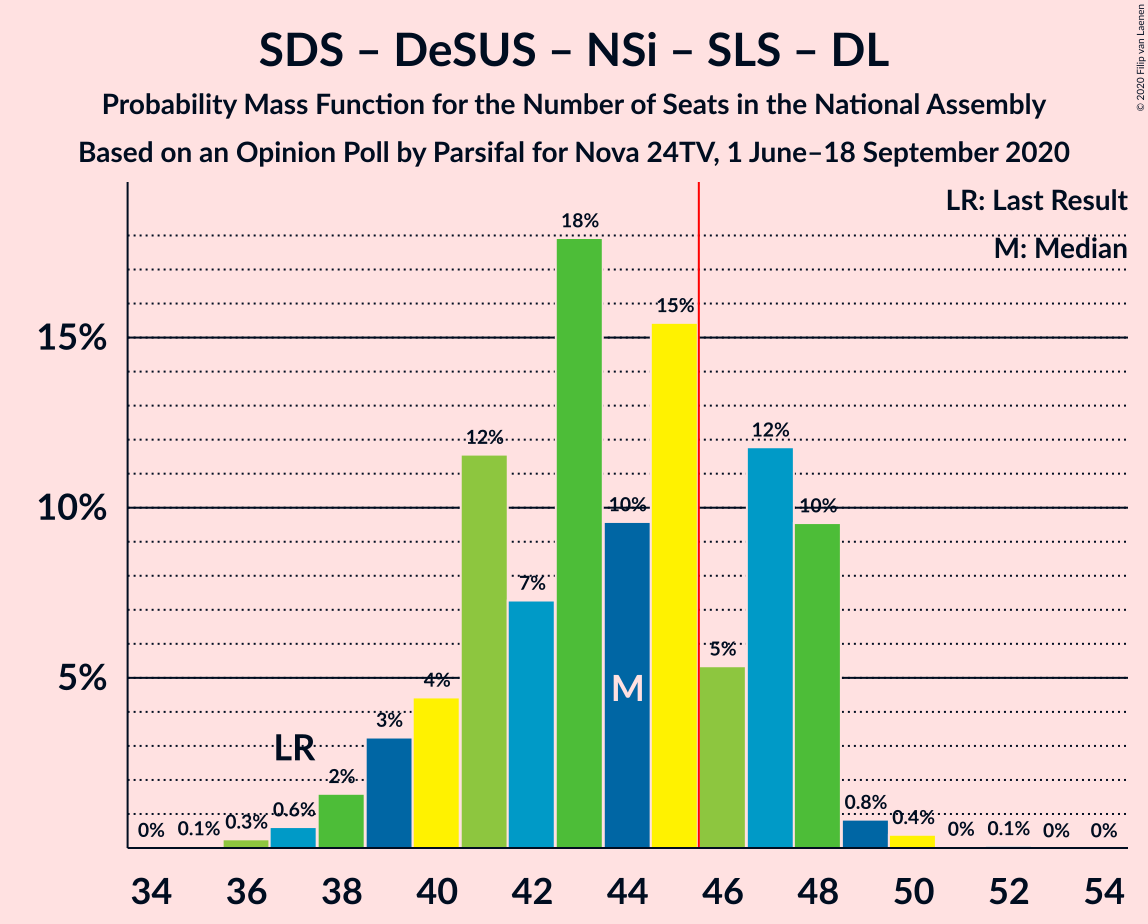 SDS – DeSUS – NSi – SLS – DL
Probability Mass Function for the Number of Seats in the National Assembly
Based on an Opinion Poll by Parsifal for Nova 24TV, 1 June–18 September 2020
© 2020 Filip van Laenen
LR: Last Result
M: Median
15%
10%
5%
0%
0.1%
0.3%
0.6%
LR
2%
3%
4%
12%
7%
18%
10%
M
15%
5%
12%
10%
0.8%
0.4%
0%
0.1%
0%
0%
34 36 38 40 42 44 46 48 50 52 54